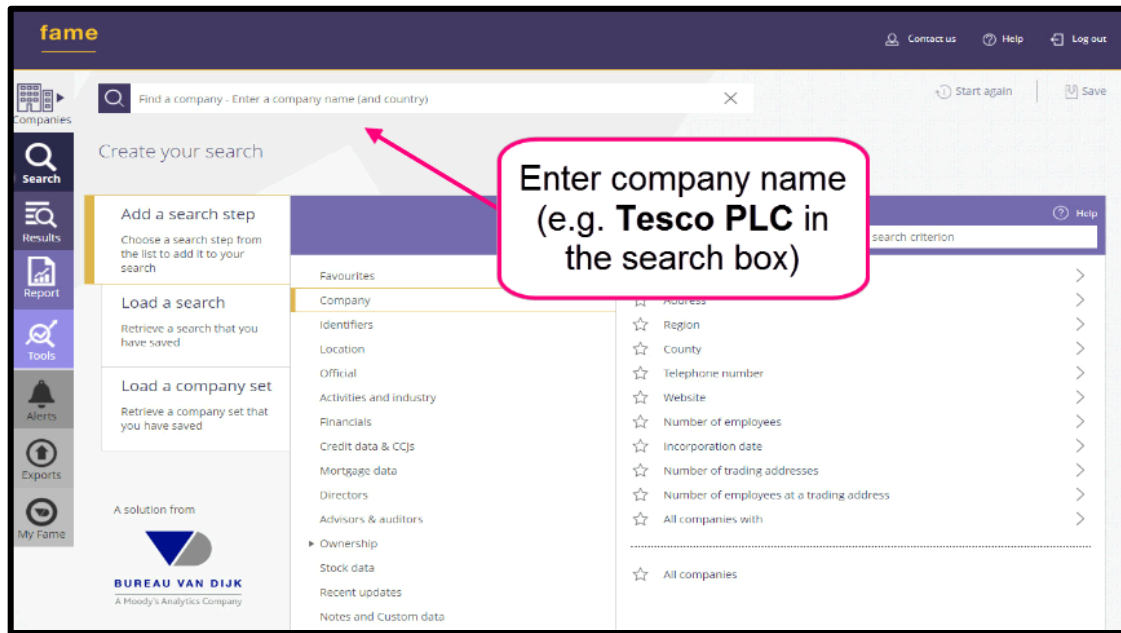 fame
Contact us
Help
Log out
Companies
Find a company - Enter a company name (and country)
Start again
Save
Search
Create your search
Enter company name
(e.g. Tesco PLC in
the search box)
Results
Add a search step
Choose a search step from
the list to add it to your
search
Help
search criterion
Report
Load a search
Retrieve a search that you
have saved
Tools
Load a company set
Retrieve a company set that
you have saved
Alerts
Exports
My Fame
Favourites
Company
Identifiers
Location
Official
Activities and industry
Financials
Credit data & CCJs
Mortgage data
Directors
Advisors & auditors
Ownership
Stock data
Recent updates
Notes and Custom data
Address
Region
County
Telephone number
Website
Number of employees
Incorporation date
Number of trading addresses
Number of employees at a trading address
All companies with
All companies
A solution from
BUREAU VAN DIJK
A Moody's Analytics Company